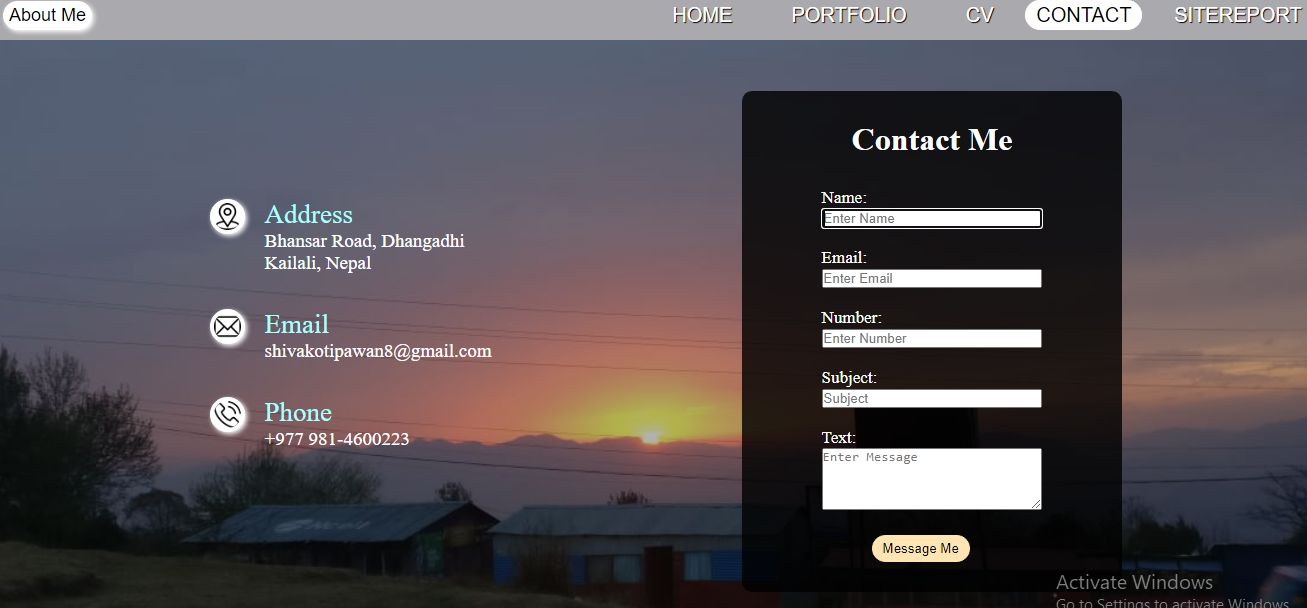 About Me
HOME
PORTFOLIO
CV
CONTACT
SITEREPORT
Address
Bhansar Road, Dhangadhi
Kailali, Nepal
Email
shivakotipawan8@gmail.com
Phone
+977 981-4600223
Contact Me
Name:
Enter Name
Email:
Enter Email
Number:
Enter Number
Subject:
Subject
Text:
Enter Message
Message Me
Activate Windows
Go to Settings to activate Windows.